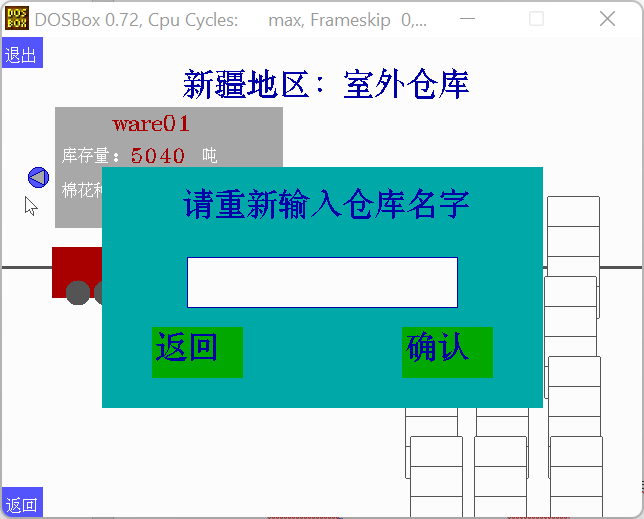 DOSBox 0.72, Cpu Cycles: max, Frameskip 0,...
退出
新疆地区：室外仓库
ware01
库存量：5040 吨
棉花种
请重新输入仓库名字
返回 确认
返回